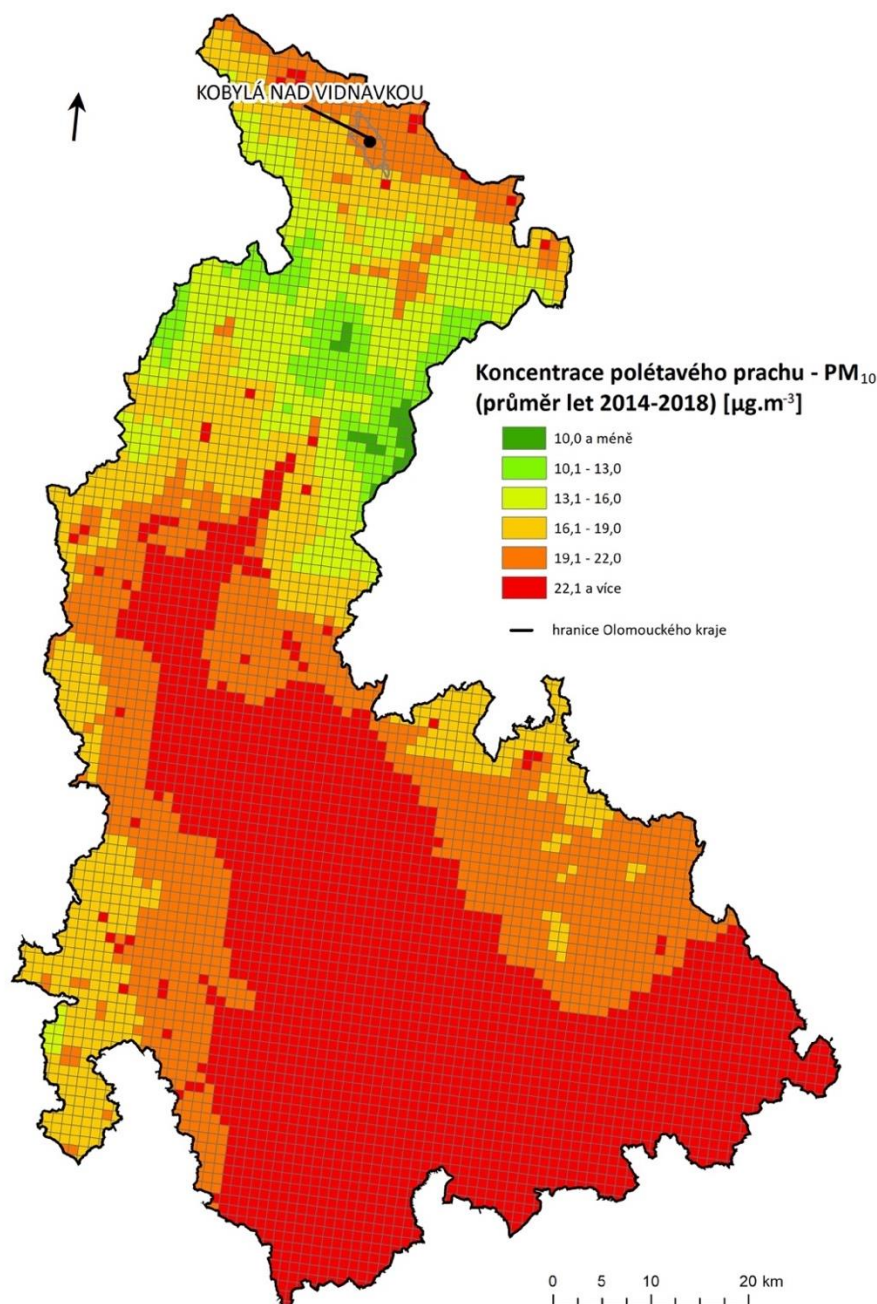 KOBYLÁ NAD VIDNAVKOU
Koncentrace polétavého prachu - PM₁₀
(průměr let 2014-2018) [µg.m⁻³]
10,0 a méně
10,1 - 13,0
13,1 - 16,0
16,1 - 19,0
19,1 - 22,0
22,1 a více
hranice Olomouckého kraje
0 5 10 20 km